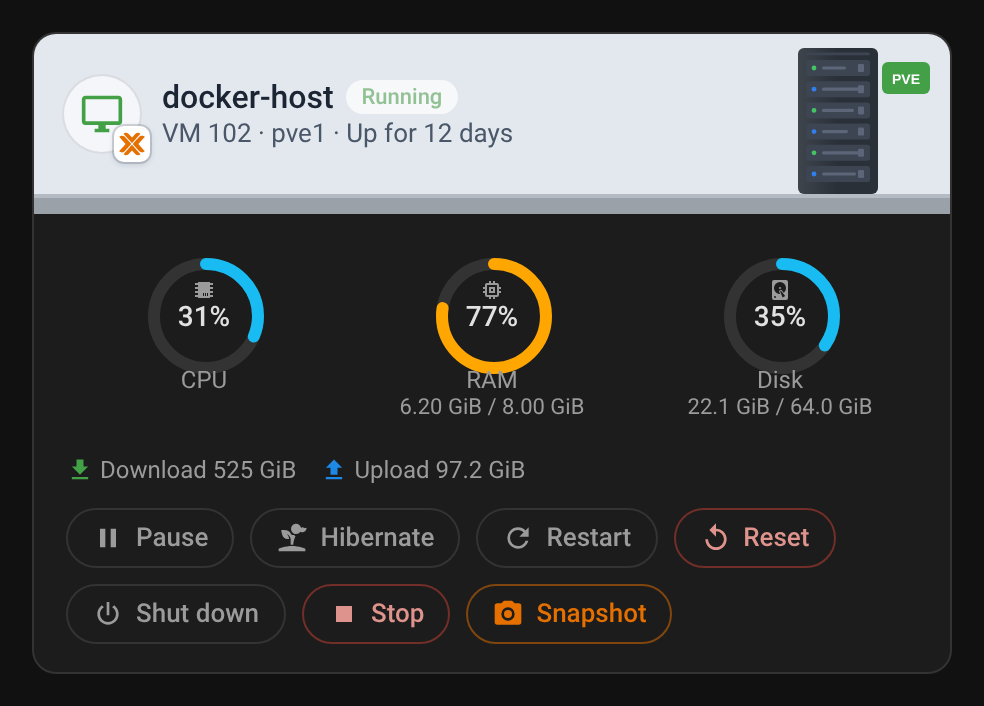 docker-host Running
VM 102 · pve1 · Up for 12 days
PVE
31% 77% 35%
CPU RAM Disk
6.20 GiB / 8.00 GiB 22.1 GiB / 64.0 GiB
Download 525 GiB Upload 97.2 GiB
Pause Hibernate Restart Reset
Shut down Stop Snapshot